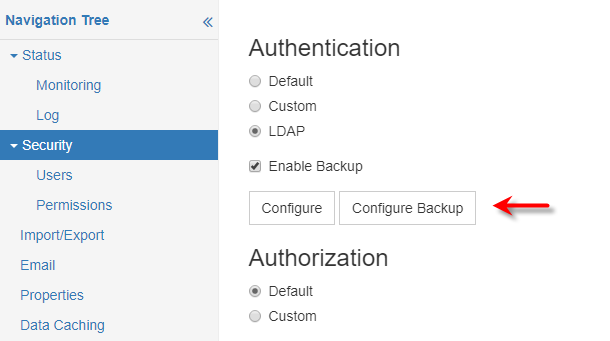 Navigation Tree
Status
Monitoring
Log
Security
Users
Permissions
Import/Export
Email
Properties
Data Caching
Authentication
Default
Custom
LDAP
Enable Backup
Configure
Configure Backup
Authorization
Default
Custom